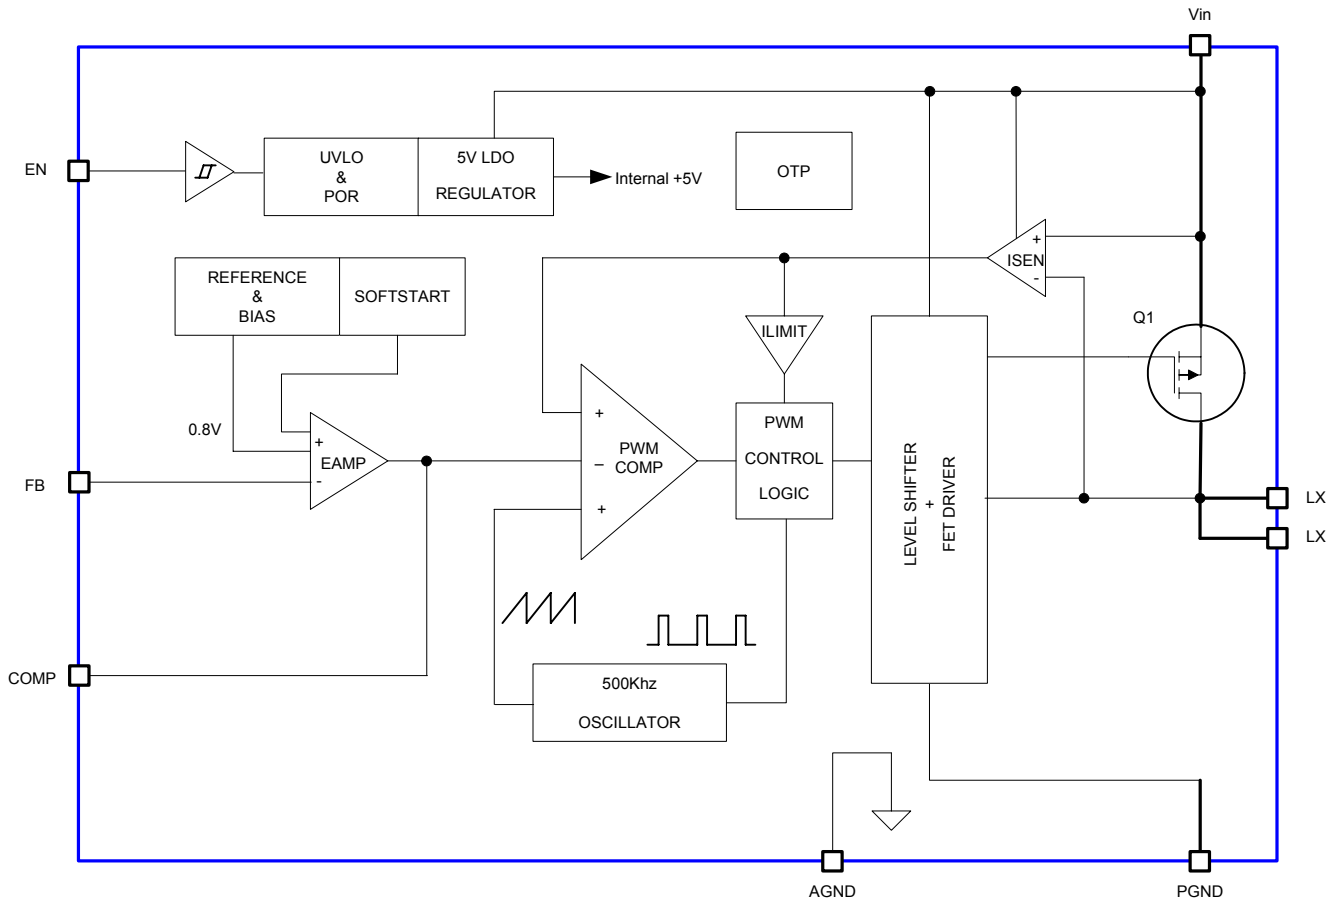 Vin
EN
UVLO
&
POR
5V LDO
REGULATOR
Internal +5V
OTP
REFERENCE
&
BIAS
SOFTSTART
+
ISEN
-
Q1
ILIMIT
0.8V
+
EAMP
-
FB
+
PWM
COMP
–
+
PWM
CONTROL
LOGIC
LEVEL SHIFTER
+
FET DRIVER
LX
LX
COMP
500Khz
OSCILLATOR
AGND
PGND